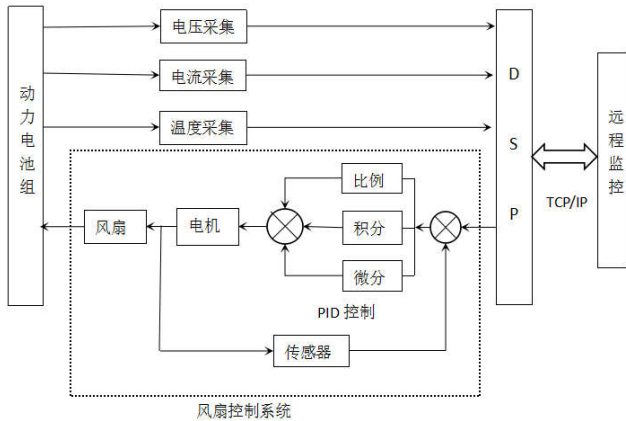 电压采集
电流采集
温度采集
动力电池组
DSP
远程监控
TCP/IP
比例
积分
微分
PID 控制
风扇
电机
传感器
风扇控制系统